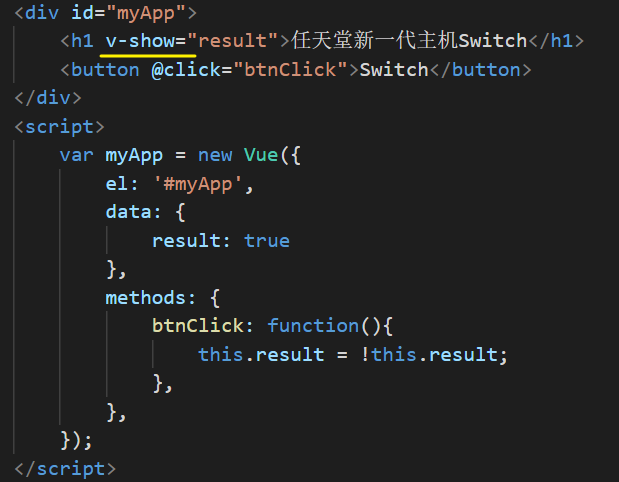 <div id="myApp">
    <h1 v-show="result">任天堂新一代主机Switch</h1>
    <button @click="btnClick">Switch</button>
</div>
<script>
    var myApp = new Vue({
        el: '#myApp',
        data: {
            result: true
        },
        methods: {
            btnClick: function(){
                this.result = !this.result;
            },
        },
    });
</script>